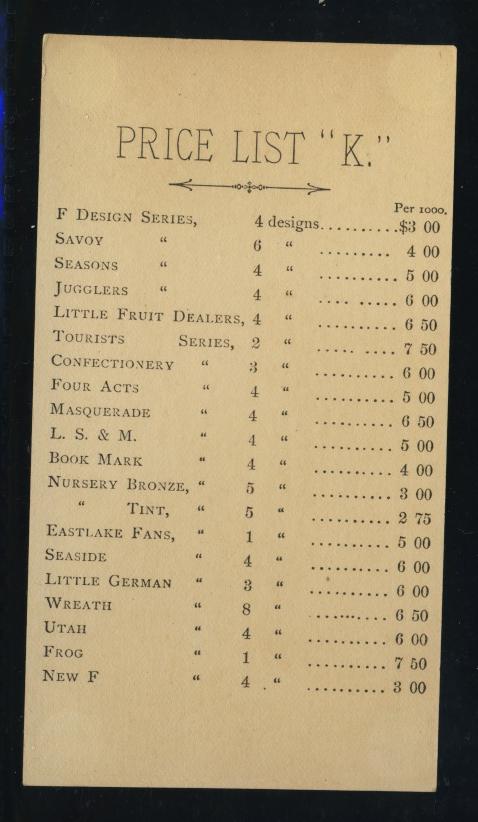 PRICE LIST "K."
Per 1000.
F DESIGN SERIES, 4 designs..........$3 00
SAVOY " 6 " ......... 4 00
SEASONS " 4 " .......... 5 00
JUGGLERS " 4 " .... ..... 6 00
LITTLE FRUIT DEALERS, 4 " .......... 6 50
TOURISTS SERIES, 2 " ..... .... 7 50
CONFECTIONERY " 3 " .......... 6 00
FOUR ACTS " 4 " .......... 5 00
MASQUERADE " 4 " .......... 6 50
L. S. & M. " 4 " .......... 5 00
BOOK MARK " 4 " .......... 4 00
NURSERY BRONZE, " 5 " .......... 3 00
" TINT, " 5 " .......... 2 75
EASTLAKE FANS, " 1 " .......... 5 00
SEASIDE " 4 " .......... 6 00
LITTLE GERMAN " 3 " .......... 6 00
WREATH " 8 " .......... 6 50
UTAH " 4 " .......... 6 00
FROG " 1 " .......... 7 50
NEW F " 4 " .......... 3 00